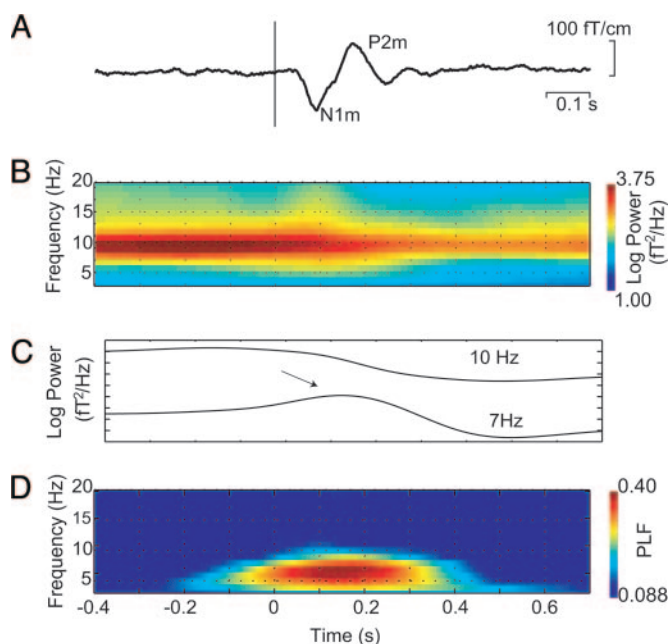 A
100 fT/cm
P2m
N1m
0.1 s
B
Frequency (Hz)
20
15
10
5
3.75
Log Power
(fT²/Hz)
1.00
C
Log Power
(fT²/Hz)
10 Hz
7Hz
D
Frequency (Hz)
20
15
10
5
0.40
PLF
0.088
-0.4 -0.2 0 0.2 0.4 0.6
Time (s)